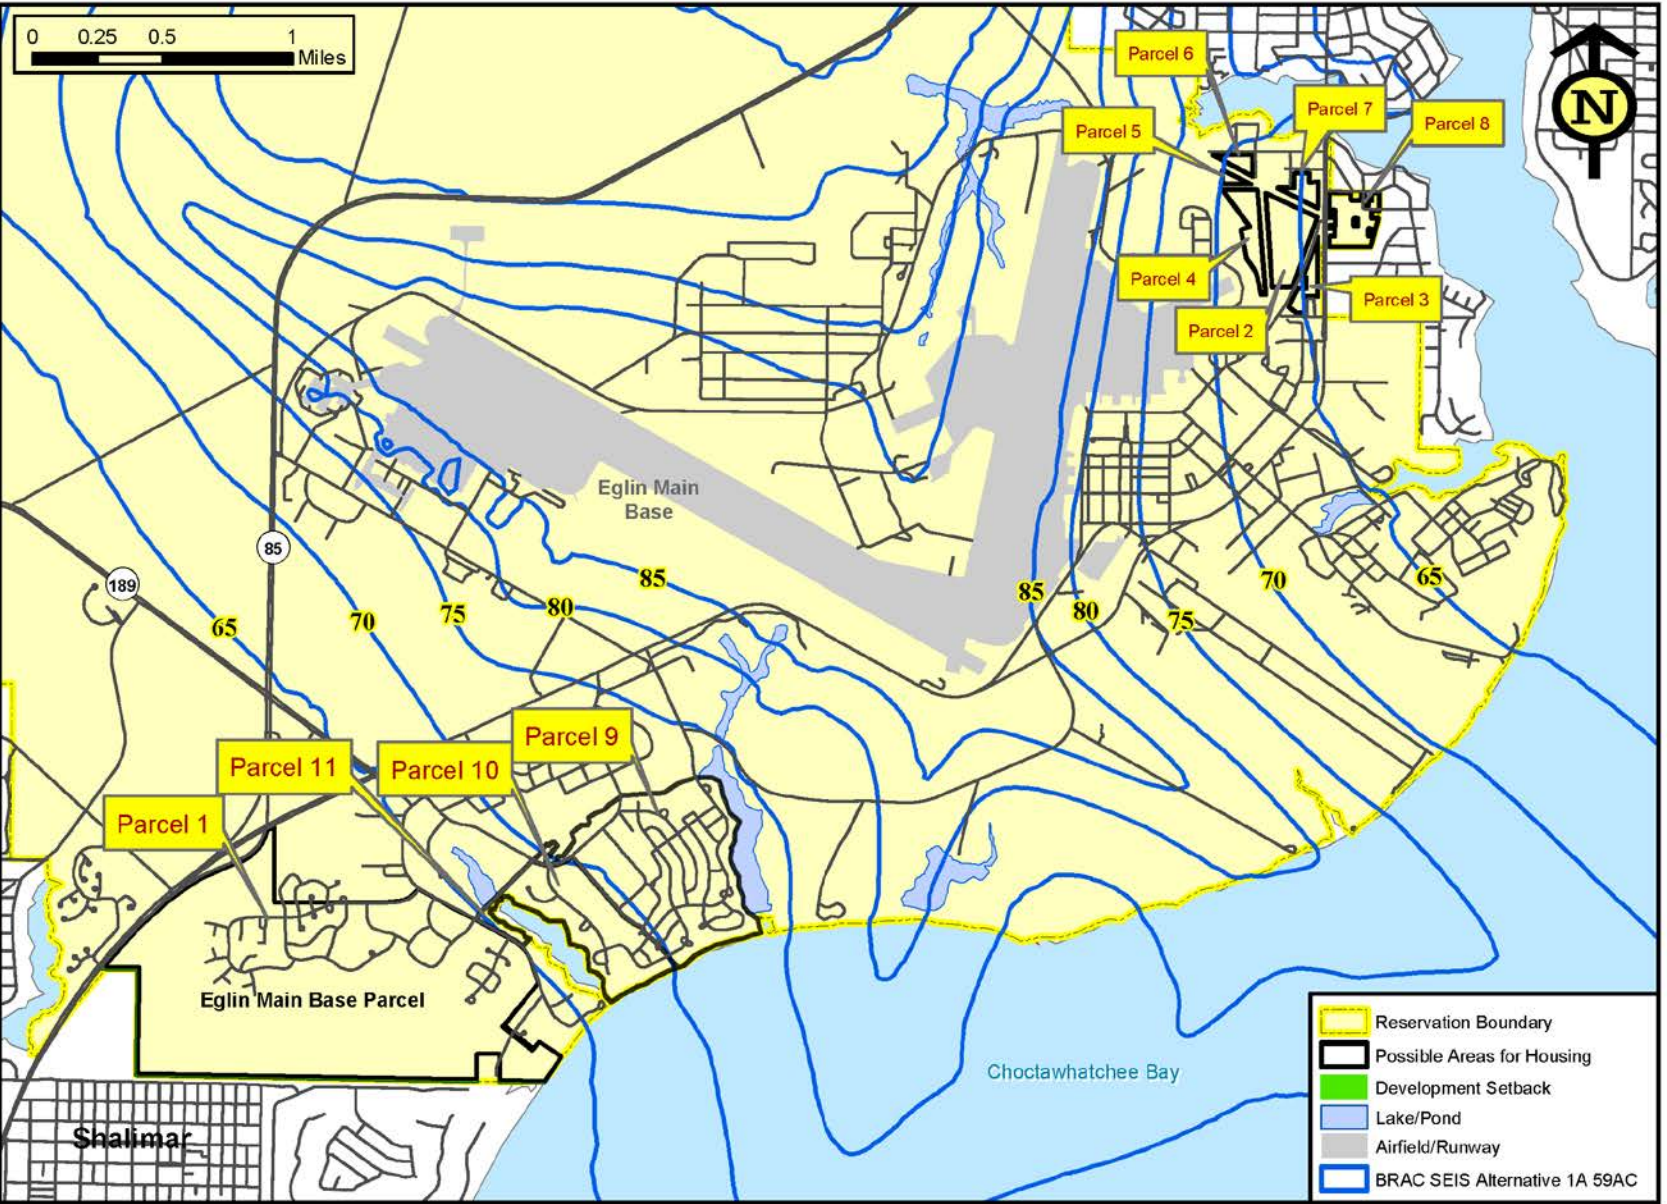 0 0.25 0.5 1
Miles
N
Parcel 6
Parcel 7
Parcel 5
Parcel 8
Parcel 4
Parcel 3
Parcel 2
Eglin Main
Base
85
189
65
70
75
80
85
85
80
75
70
65
Parcel 9
Parcel 11
Parcel 10
Parcel 1
Eglin Main Base Parcel
Choctawhatchee Bay
Shalimar
Reservation Boundary
Possible Areas for Housing
Development Setback
Lake/Pond
Airfield/Runway
BRAC SEIS Alternative 1A 59AC